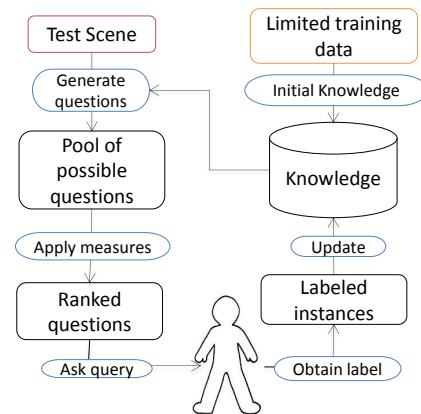 Test Scene
Generate
questions
Pool of
possible
questions
Apply measures
Ranked
questions
Ask query
Limited training
data
Initial Knowledge
Knowledge
Update
Labeled
instances
Obtain label